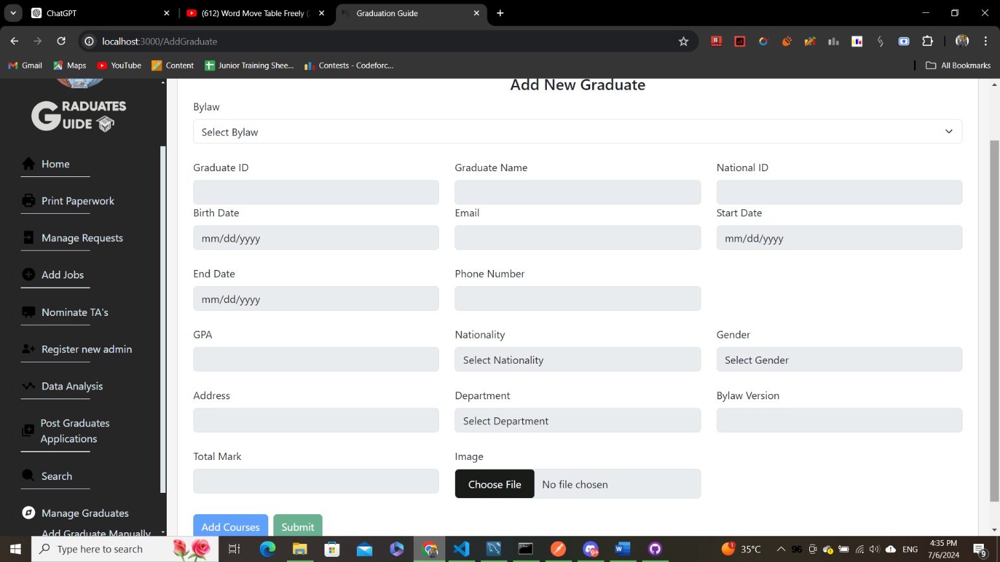 ChatGPT
(612) Word Move Table Freely (
Graduation Guide
localhost:3000/AddGraduate
Gmail
Maps
YouTube
Content
Junior Training Shee...
Contests - Codeforc...
All Bookmarks
GRADUATES
GUIDE
Home
Print Paperwork
Manage Requests
Add Jobs
Nominate TA's
Register new admin
Data Analysis
Post Graduates
Applications
Search
Manage Graduates
Add Graduate Manually
Add New Graduate
Bylaw
Select Bylaw
Graduate ID
Graduate Name
National ID
Birth Date
Email
Start Date
mm/dd/yyyy
mm/dd/yyyy
End Date
Phone Number
mm/dd/yyyy
GPA
Nationality
Gender
Select Nationality
Select Gender
Address
Department
Bylaw Version
Select Department
Total Mark
Image
Choose File
No file chosen
Add Courses
Submit
Type here to search
9+
1
35°C
96
ENG
4:35 PM
7/6/2024
9